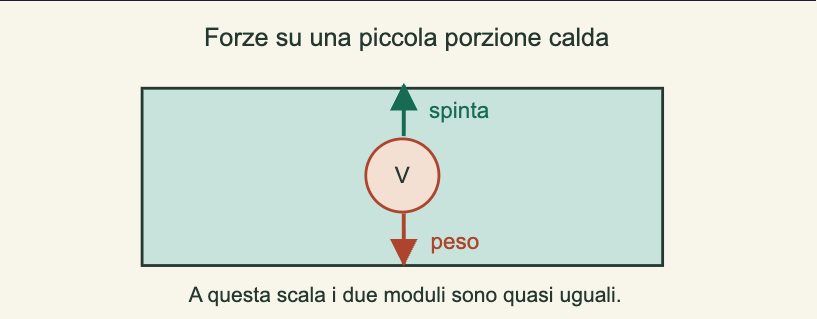 Forze su una piccola porzione calda
spinta
V
peso
A questa scala i due moduli sono quasi uguali.